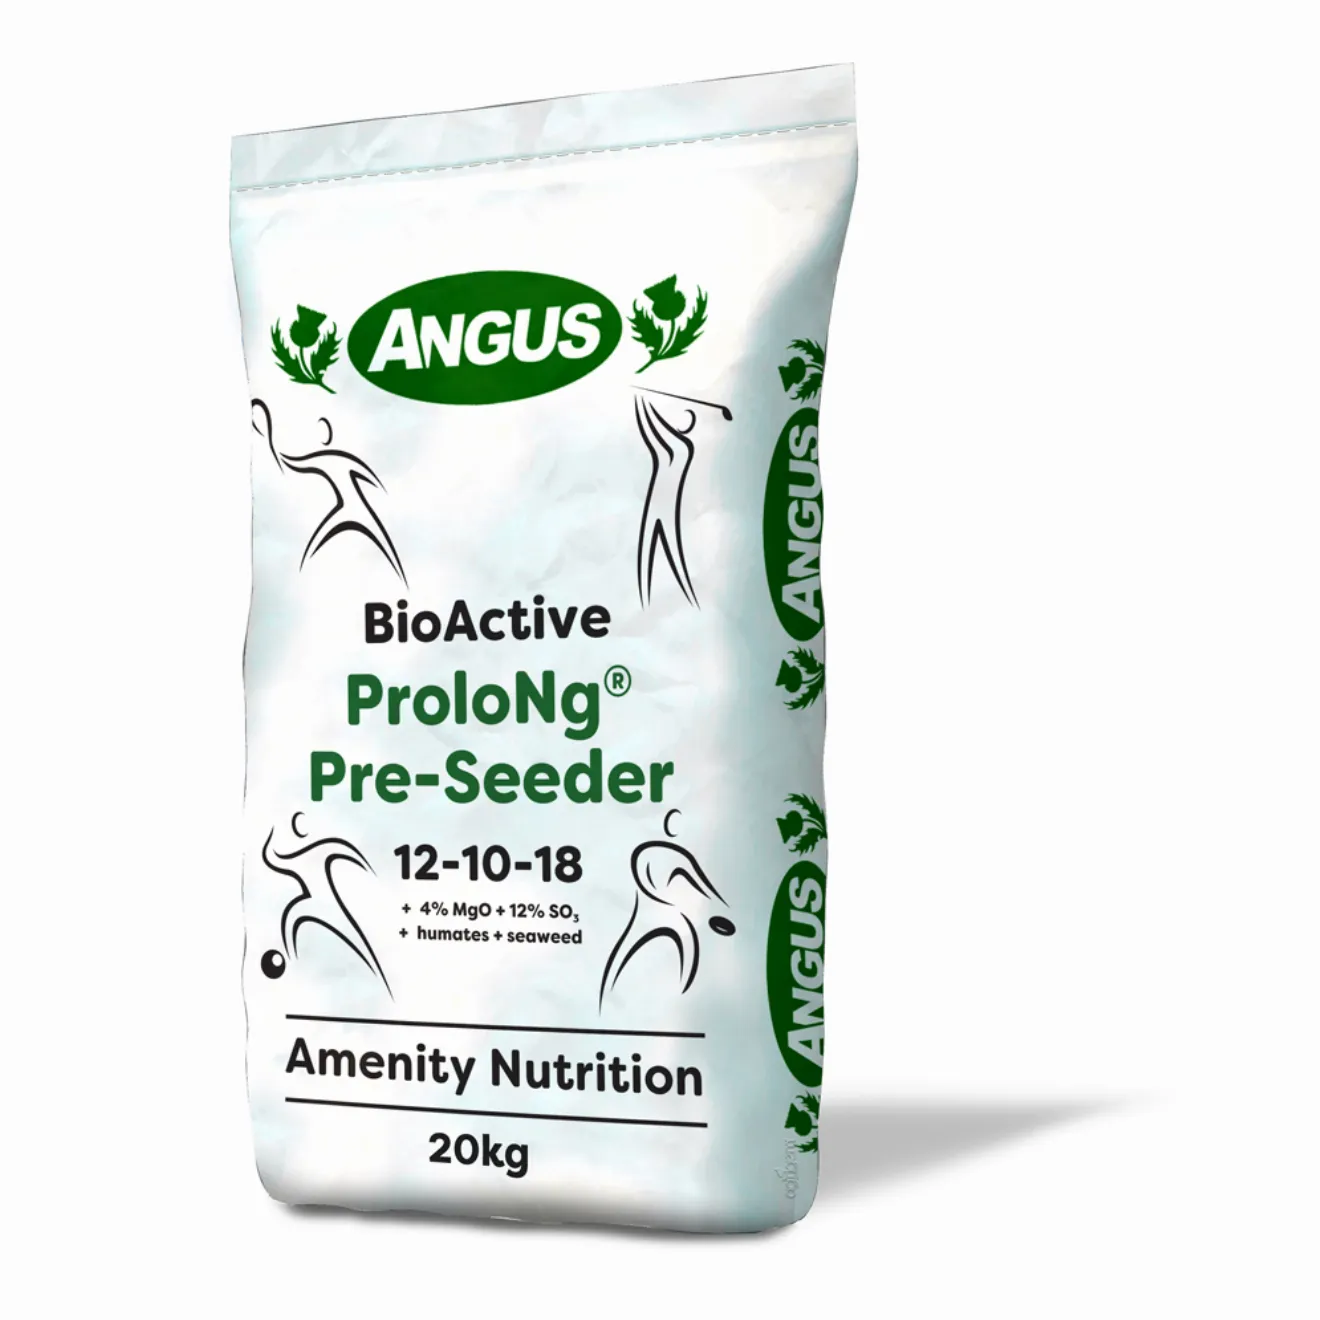 ANGUS
BioActive
ProloNg®
Pre-Seeder
12-10-18
+ 4% MgO + 12% SO₃
+ humates + seaweed
Amenity Nutrition
20kg
ANGUS
ANGUS